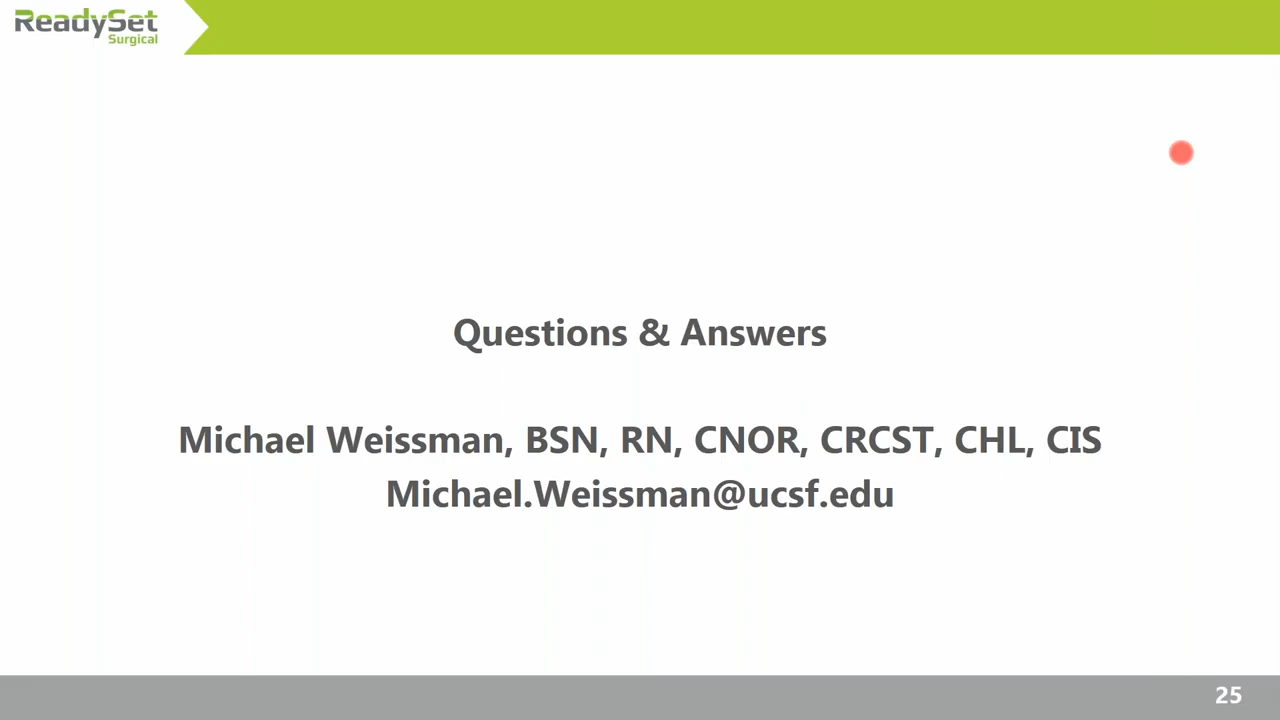 ReadySet
Surgical
Questions & Answers
Michael Weissman, BSN, RN, CNOR, CRCST, CHL, CIS
Michael.Weissman@ucsf.edu
25